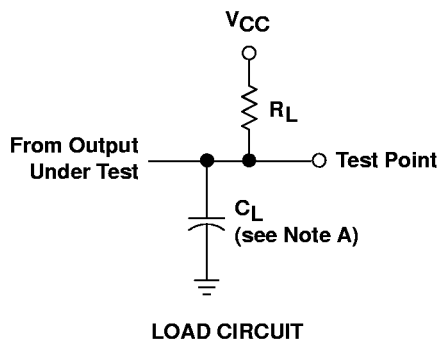 VCC
RL
From Output
Under Test
Test Point
CL
(see Note A)
LOAD CIRCUIT